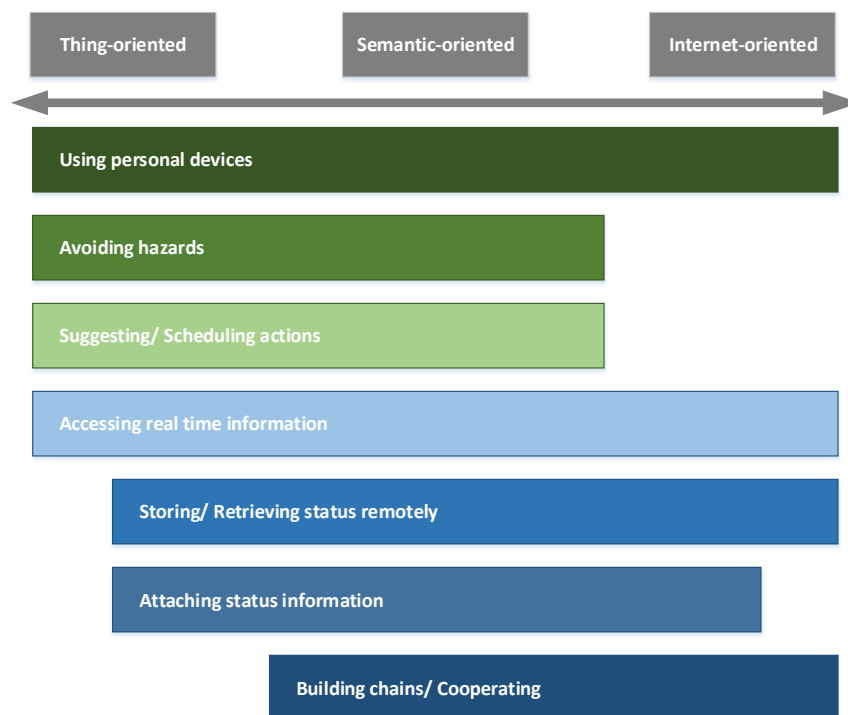 Thing-oriented
Semantic-oriented
Internet-oriented
Using personal devices
Avoiding hazards
Suggesting/ Scheduling actions
Accessing real time information
Storing/ Retrieving status remotely
Attaching status information
Building chains/ Cooperating